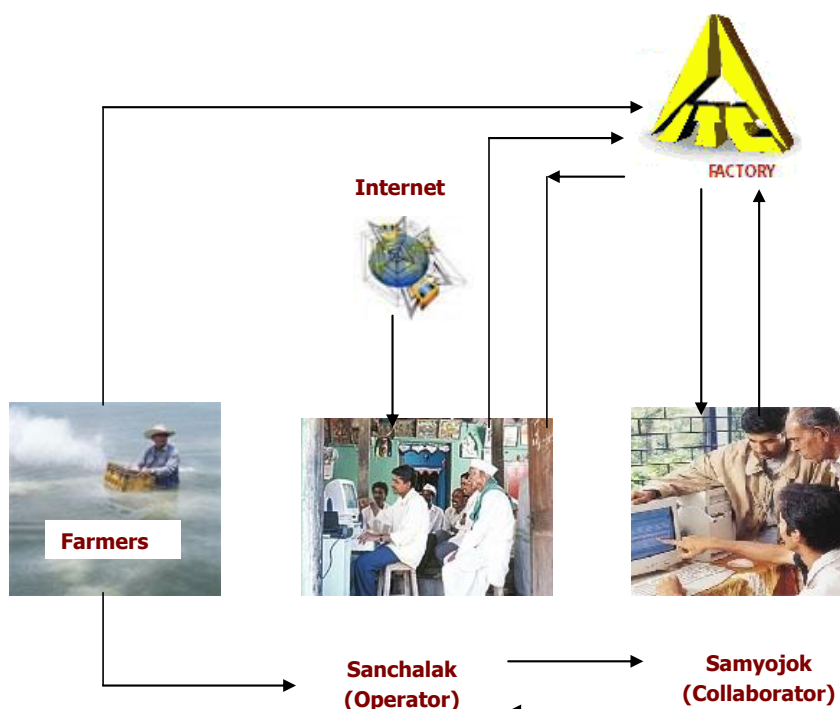 ITC
FACTORY
Internet
Farmers
Sanchalak
(Operator)
Samyojok
(Collaborator)